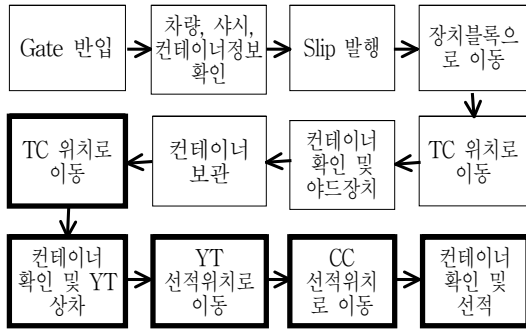 Gate 반입
차량, 샤시,
컨테이너정보
확인
Slip 발행
장치블록으
로 이동
TC 위치로
이동
컨테이너
보관
컨테이너
확인 및
야드장치
TC 위치로
이동
컨테이너
확인 및 YT
상차
YT
선적위치로
이동
CC
선적위치
로 이동
컨테이너
확인 및
선적